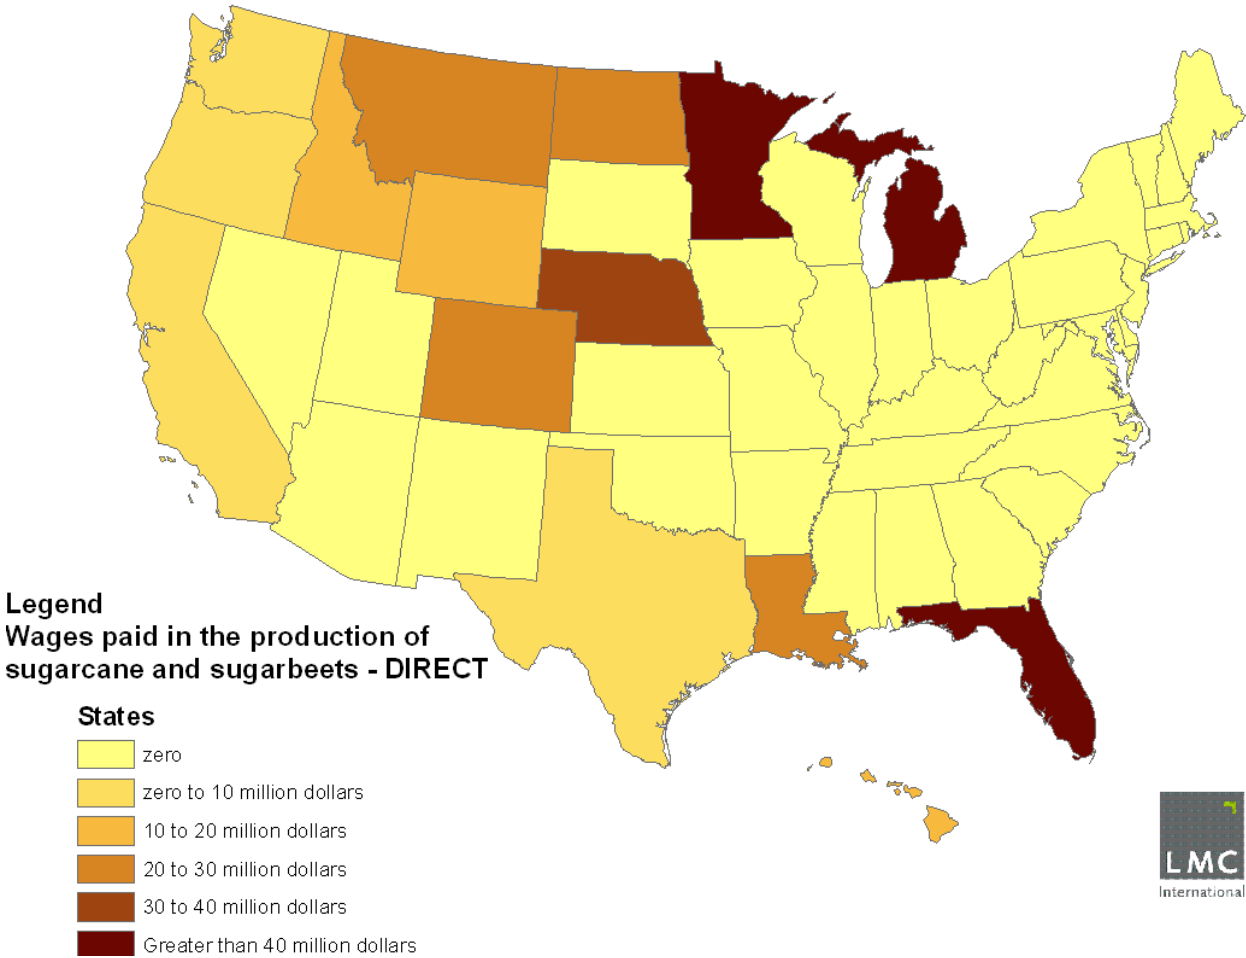 Legend
Wages paid in the production of
sugarcane and sugarbeets - DIRECT
States
zero
zero to 10 million dollars
10 to 20 million dollars
20 to 30 million dollars
30 to 40 million dollars
Greater than 40 million dollars
LMC
International